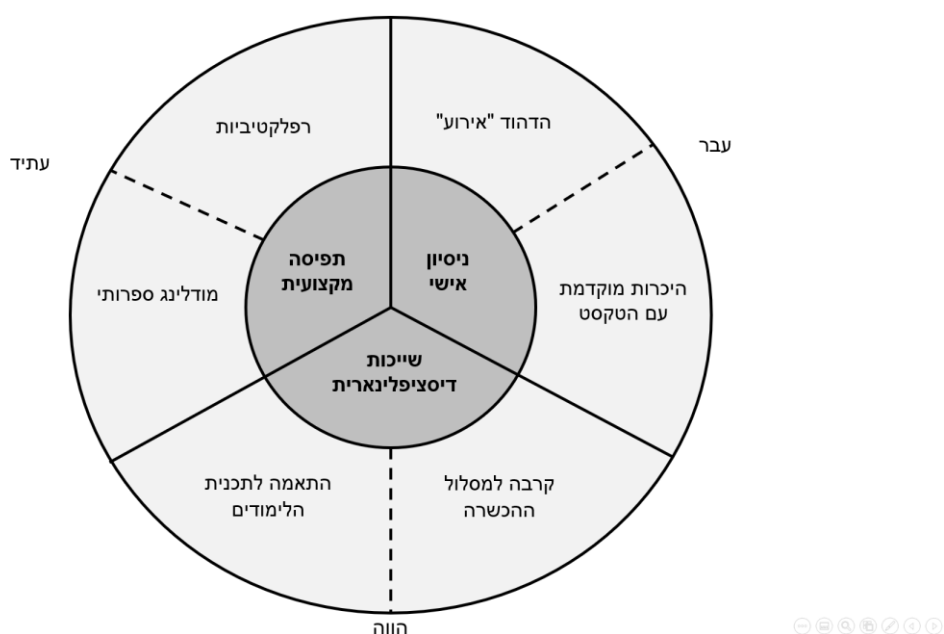 הדהוד "אירוע"
רפלקטיביות
עבר
עתיד
ניסיון
אישי
תפיסה
מקצועית
היכרות מוקדמת
עם הטקסט
מודלינג ספרותי
שייכות
דיסציפלינארית
קרבה למסלול
ההכשרה
התאמה לתכנית
הלימודים
הווה